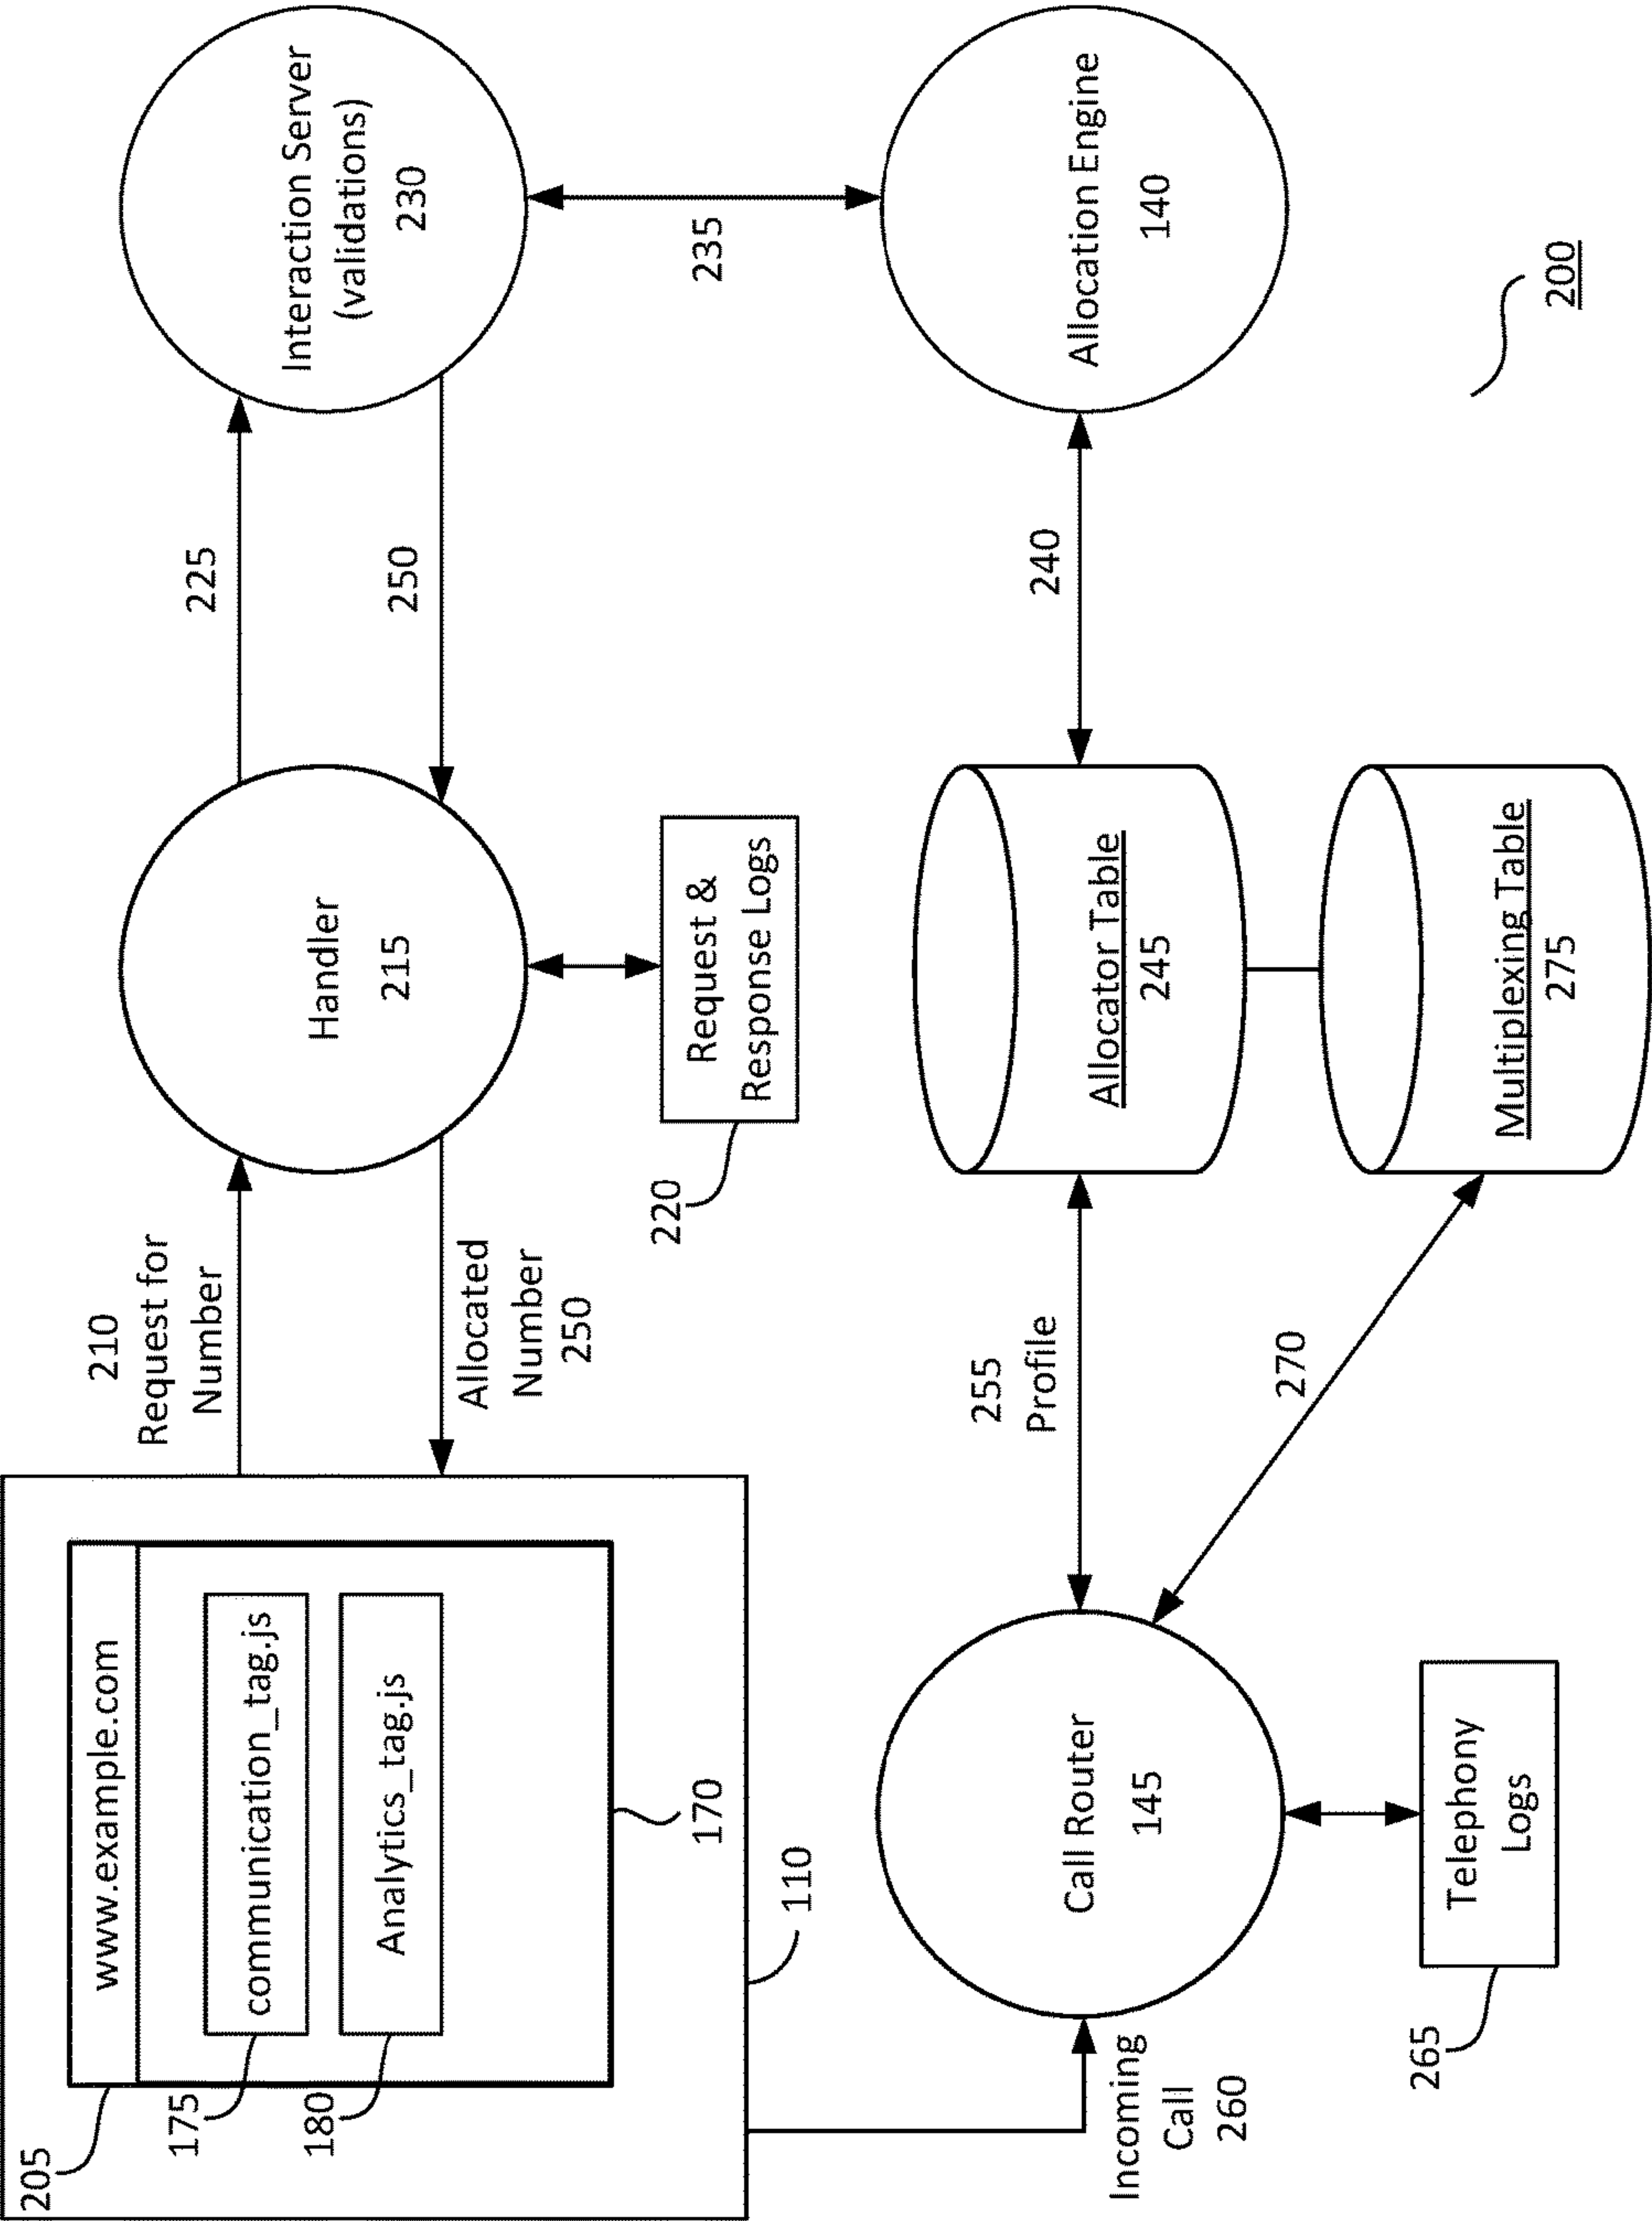 205
www.example.com
175
communication_tag.js
180
Analytics_tag.js
170
110
210
Request for
Number
Allocated
Number
250
Handler
215
225
250
Interaction Server
(validations)
230
220
Request &
Response Logs
235
Incoming
Call
260
Call Router
145
255
Profile
270
Allocator Table
245
240
Allocation Engine
140
265
Telephony
Logs
Multiplexing Table
275
200